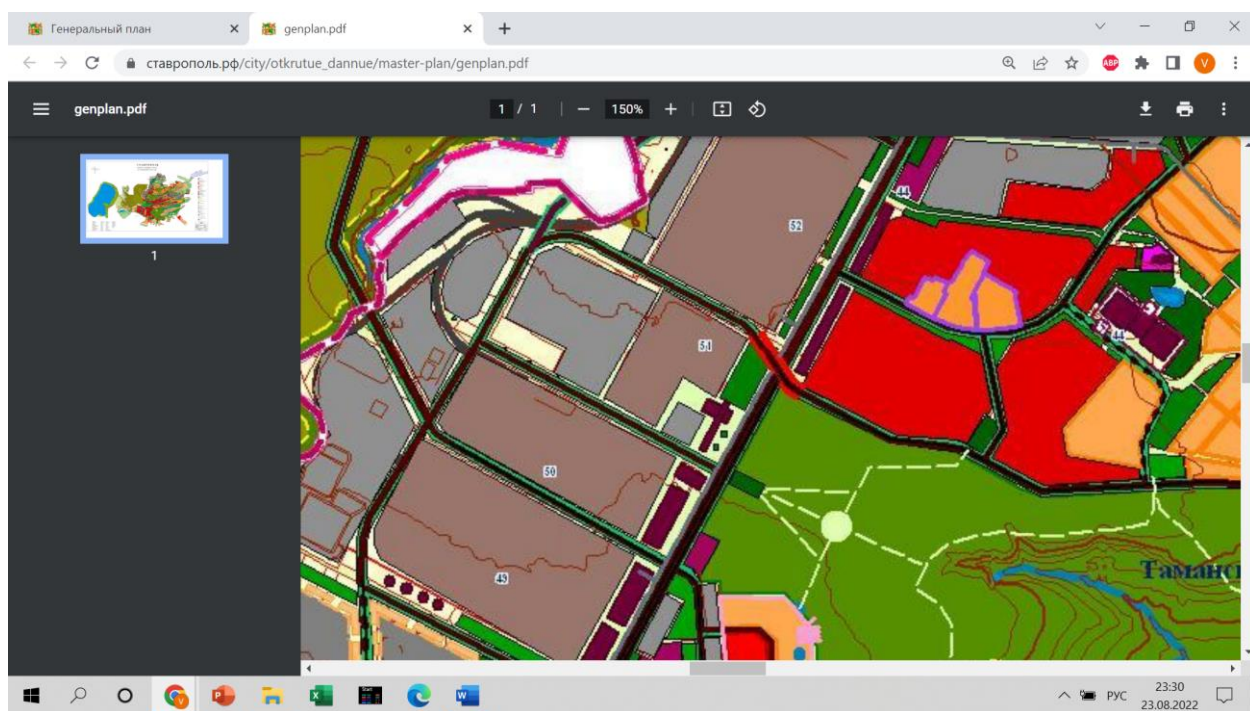 Генеральный план
genplan.pdf
ставрополь.рф/city/otkrutue_dannue/master-plan/genplan.pdf
ABP
V
genplan.pdf
1 / 1
150%
1
44
52
51
44
50
49
Таманс
РУС
23:30
23.08.2022